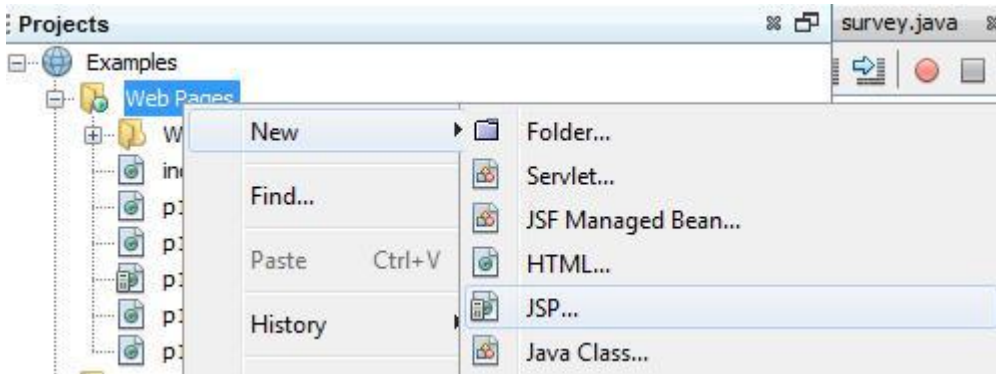 Projects
survey.java
Examples
Web Pages
New
Folder...
Servlet...
Find...
JSF Managed Bean...
Paste Ctrl+V
HTML...
JSP...
History
Java Class...